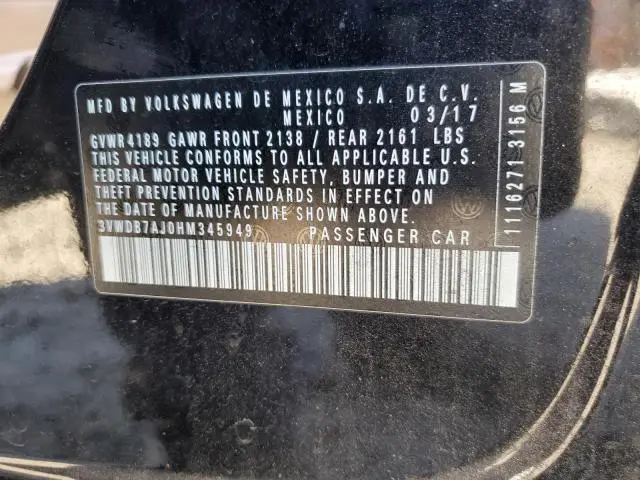 MFD BY VOLKSWAGEN DE MEXICO S.A. DE C.V.
MEXICO 03/17
GVWR 4189 GAWR FRONT 2138 / REAR 2161 LBS
THIS VEHICLE CONFORMS TO ALL APPLICABLE U.S.
FEDERAL MOTOR VEHICLE SAFETY, BUMPER AND
THEFT PREVENTION STANDARDS IN EFFECT ON
THE DATE OF MANUFACTURE SHOWN ABOVE.
3VWDB7AJ0HM345949 PASSENGER CAR
1116271 3156 M